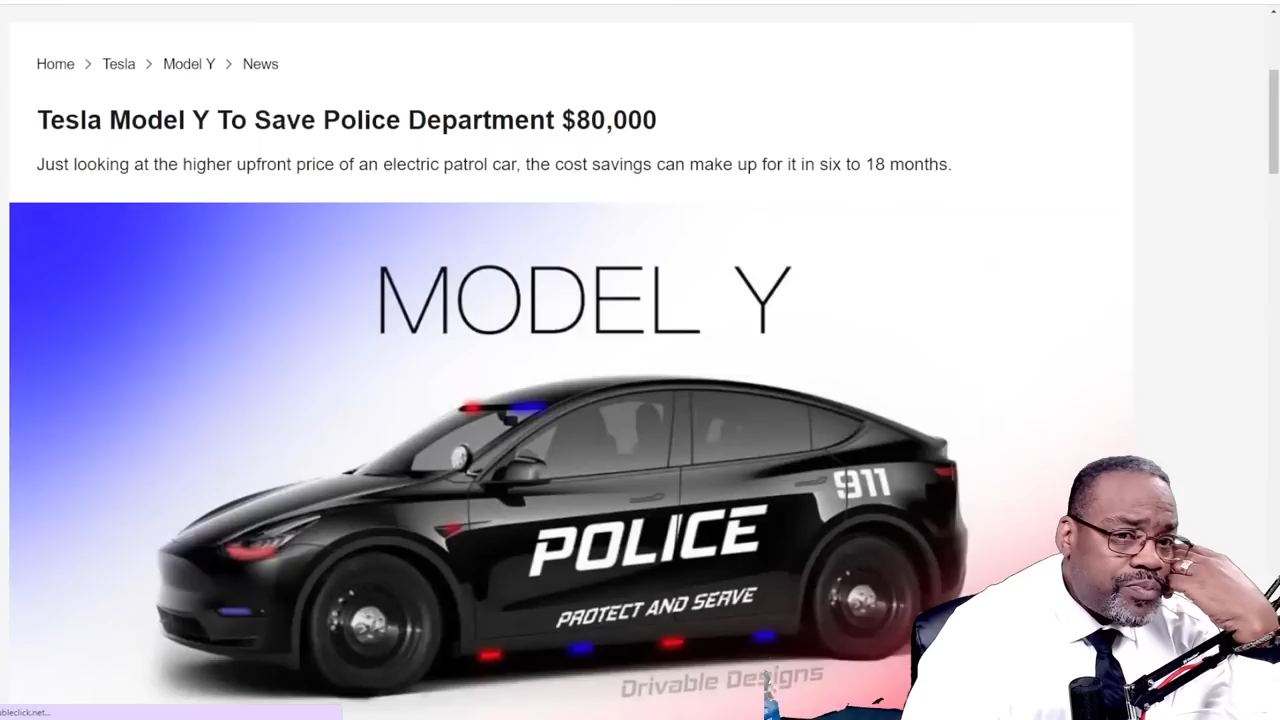 Home > Tesla > Model Y > News
Tesla Model Y To Save Police Department $80,000
Just looking at the higher upfront price of an electric patrol car, the cost savings can make up for it in six to 18 months.
MODEL Y
911
POLICE
PROTECT AND SERVE
Drivable Designs
ubleclick.net...